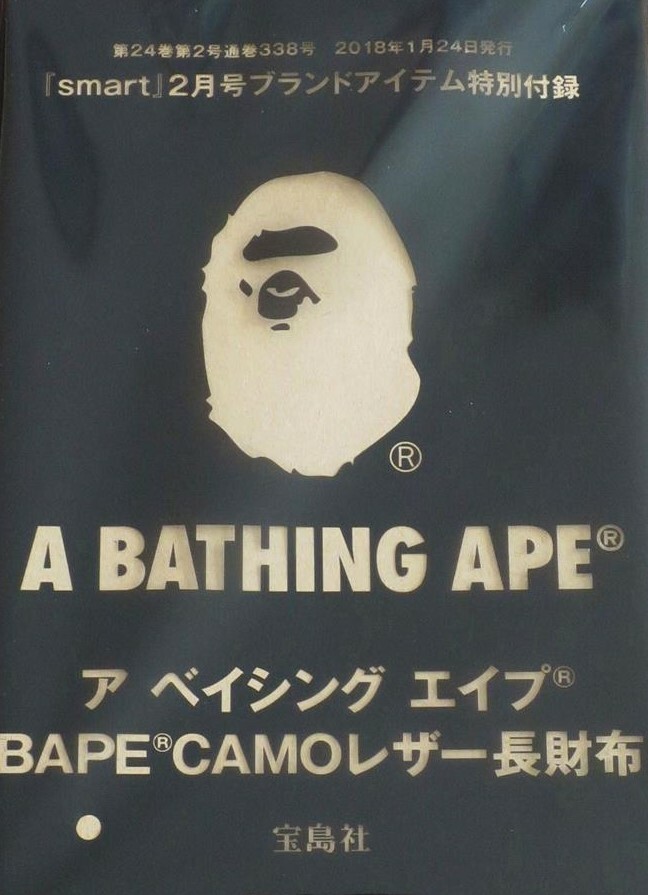 第24巻第2号通巻338号 2018年1月24日発行
『smart』2月号ブランドアイテム特別付録
®
A BATHING APE®
ア ベイシング エイプ®
BAPE®CAMOレザー長財布
宝島社